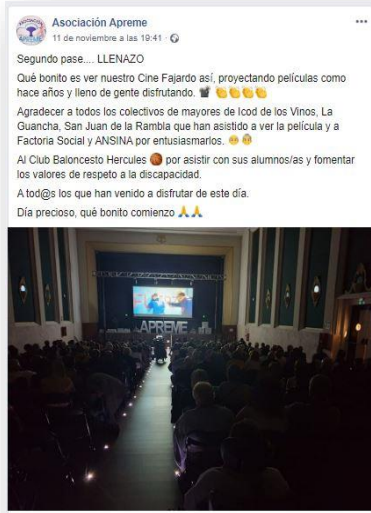 Asociación Apreme
11 de noviembre a las 19:41
Segundo pase.... LLENAZO
Qué bonito es ver nuestro Cine Fajardo así, proyectando películas como
hace años y lleno de gente disfrutando.
Agradecer a todos los colectivos de mayores de Icod de los Vinos, La
Guancha, San Juan de la Rambla que han asistido a ver la película y a
Factoria Social y ANSINA por entusiasmarlos.
Al Club Baloncesto Hercules por asistir con sus alumnos/as y fomentar
los valores de respeto a la discapacidad.
A tod@s los que han venido a disfrutar de este día.
Día precioso, qué bonito comienzo
APREME